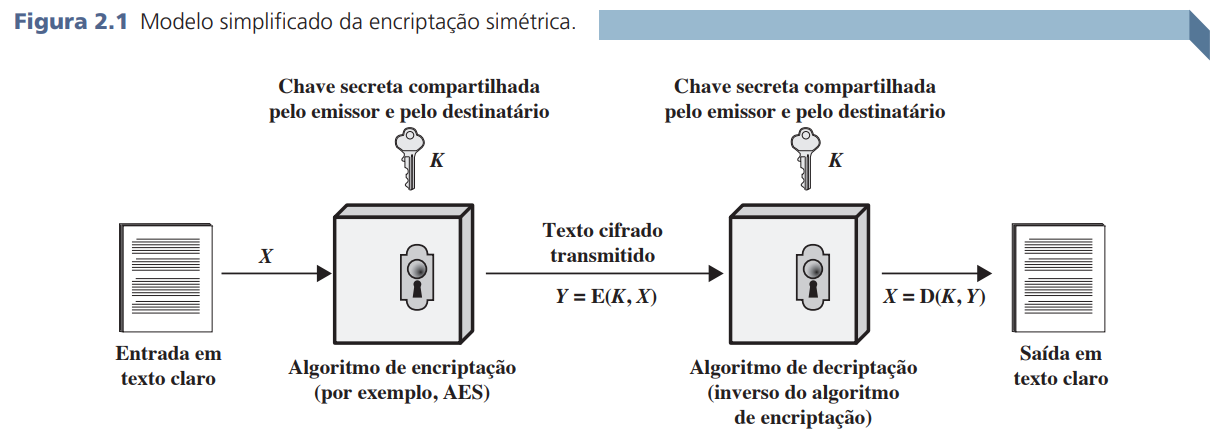 Figura 2.1 Modelo simplificado da encriptação simétrica.
Chave secreta compartilhada
pelo emissor e pelo destinatário
K
Chave secreta compartilhada
pelo emissor e pelo destinatário
K
X
Texto cifrado
transmitido
Y = E(K, X)
X = D(K, Y)
Entrada em
texto claro
Algoritmo de encriptação
(por exemplo, AES)
Algoritmo de decriptação
(inverso do algoritmo
de encriptação)
Saída em
texto claro